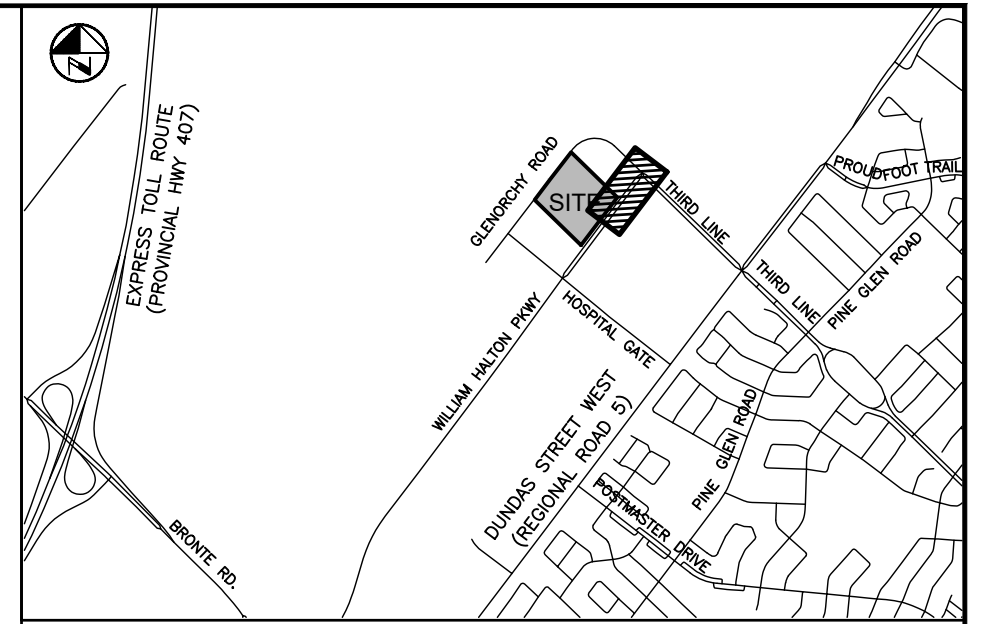 N
EXPRESS TOLL ROUTE
(PROVINCIAL HWY 407)
GLENORCHY ROAD
SITE
THIRD LINE
PROUDFOOT TRAIL
THIRD LINE
PINE GLEN ROAD
HOSPITAL GATE
WILLIAM HALTON PKWY
DUNDAS STREET WEST
(REGIONAL ROAD 5)
PINE GLEN ROAD
POSTMASTER DRIVE
BRONTE RD.